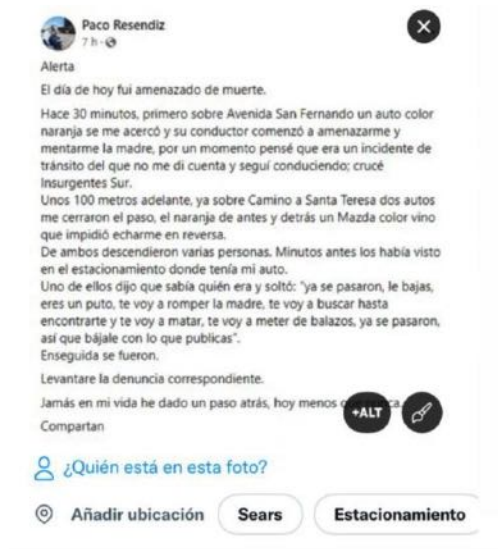 Paco Resendiz
7 h
Alerta
El día de hoy fui amenazado de muerte.
Hace 30 minutos, primero sobre Avenida San Fernando un auto color
naranja se me acercó y su conductor comenzó a amenazarme y
mentarme la madre, por un momento pensé que era un incidente de
tránsito del que no me di cuenta y seguí conduciendo; crucé
Insurgentes Sur.
Unos 100 metros adelante, ya sobre Camino a Santa Teresa dos autos
me cerraron el paso, el naranja de antes y detrás un Mazda color vino
que impidió echarme en reversa.
De ambos descendieron varias personas. Minutos antes los había visto
en el estacionamiento donde tenía mi auto.
Uno de ellos dijo que sabía quién era y soltó: "ya se pasaron, le bajas,
eres un puto, te voy a romper la madre, te voy a buscar hasta
encontrarte y te voy a matar, te voy a meter de balazos, ya se pasaron,
así que bájale con lo que publicas".
Enseguida se fueron.
Levantare la denuncia correspondiente.
Jamás en mi vida he dado un paso atrás, hoy menos
+ALT
Compartan
¿Quién está en esta foto?
Añadir ubicación Sears Estacionamiento